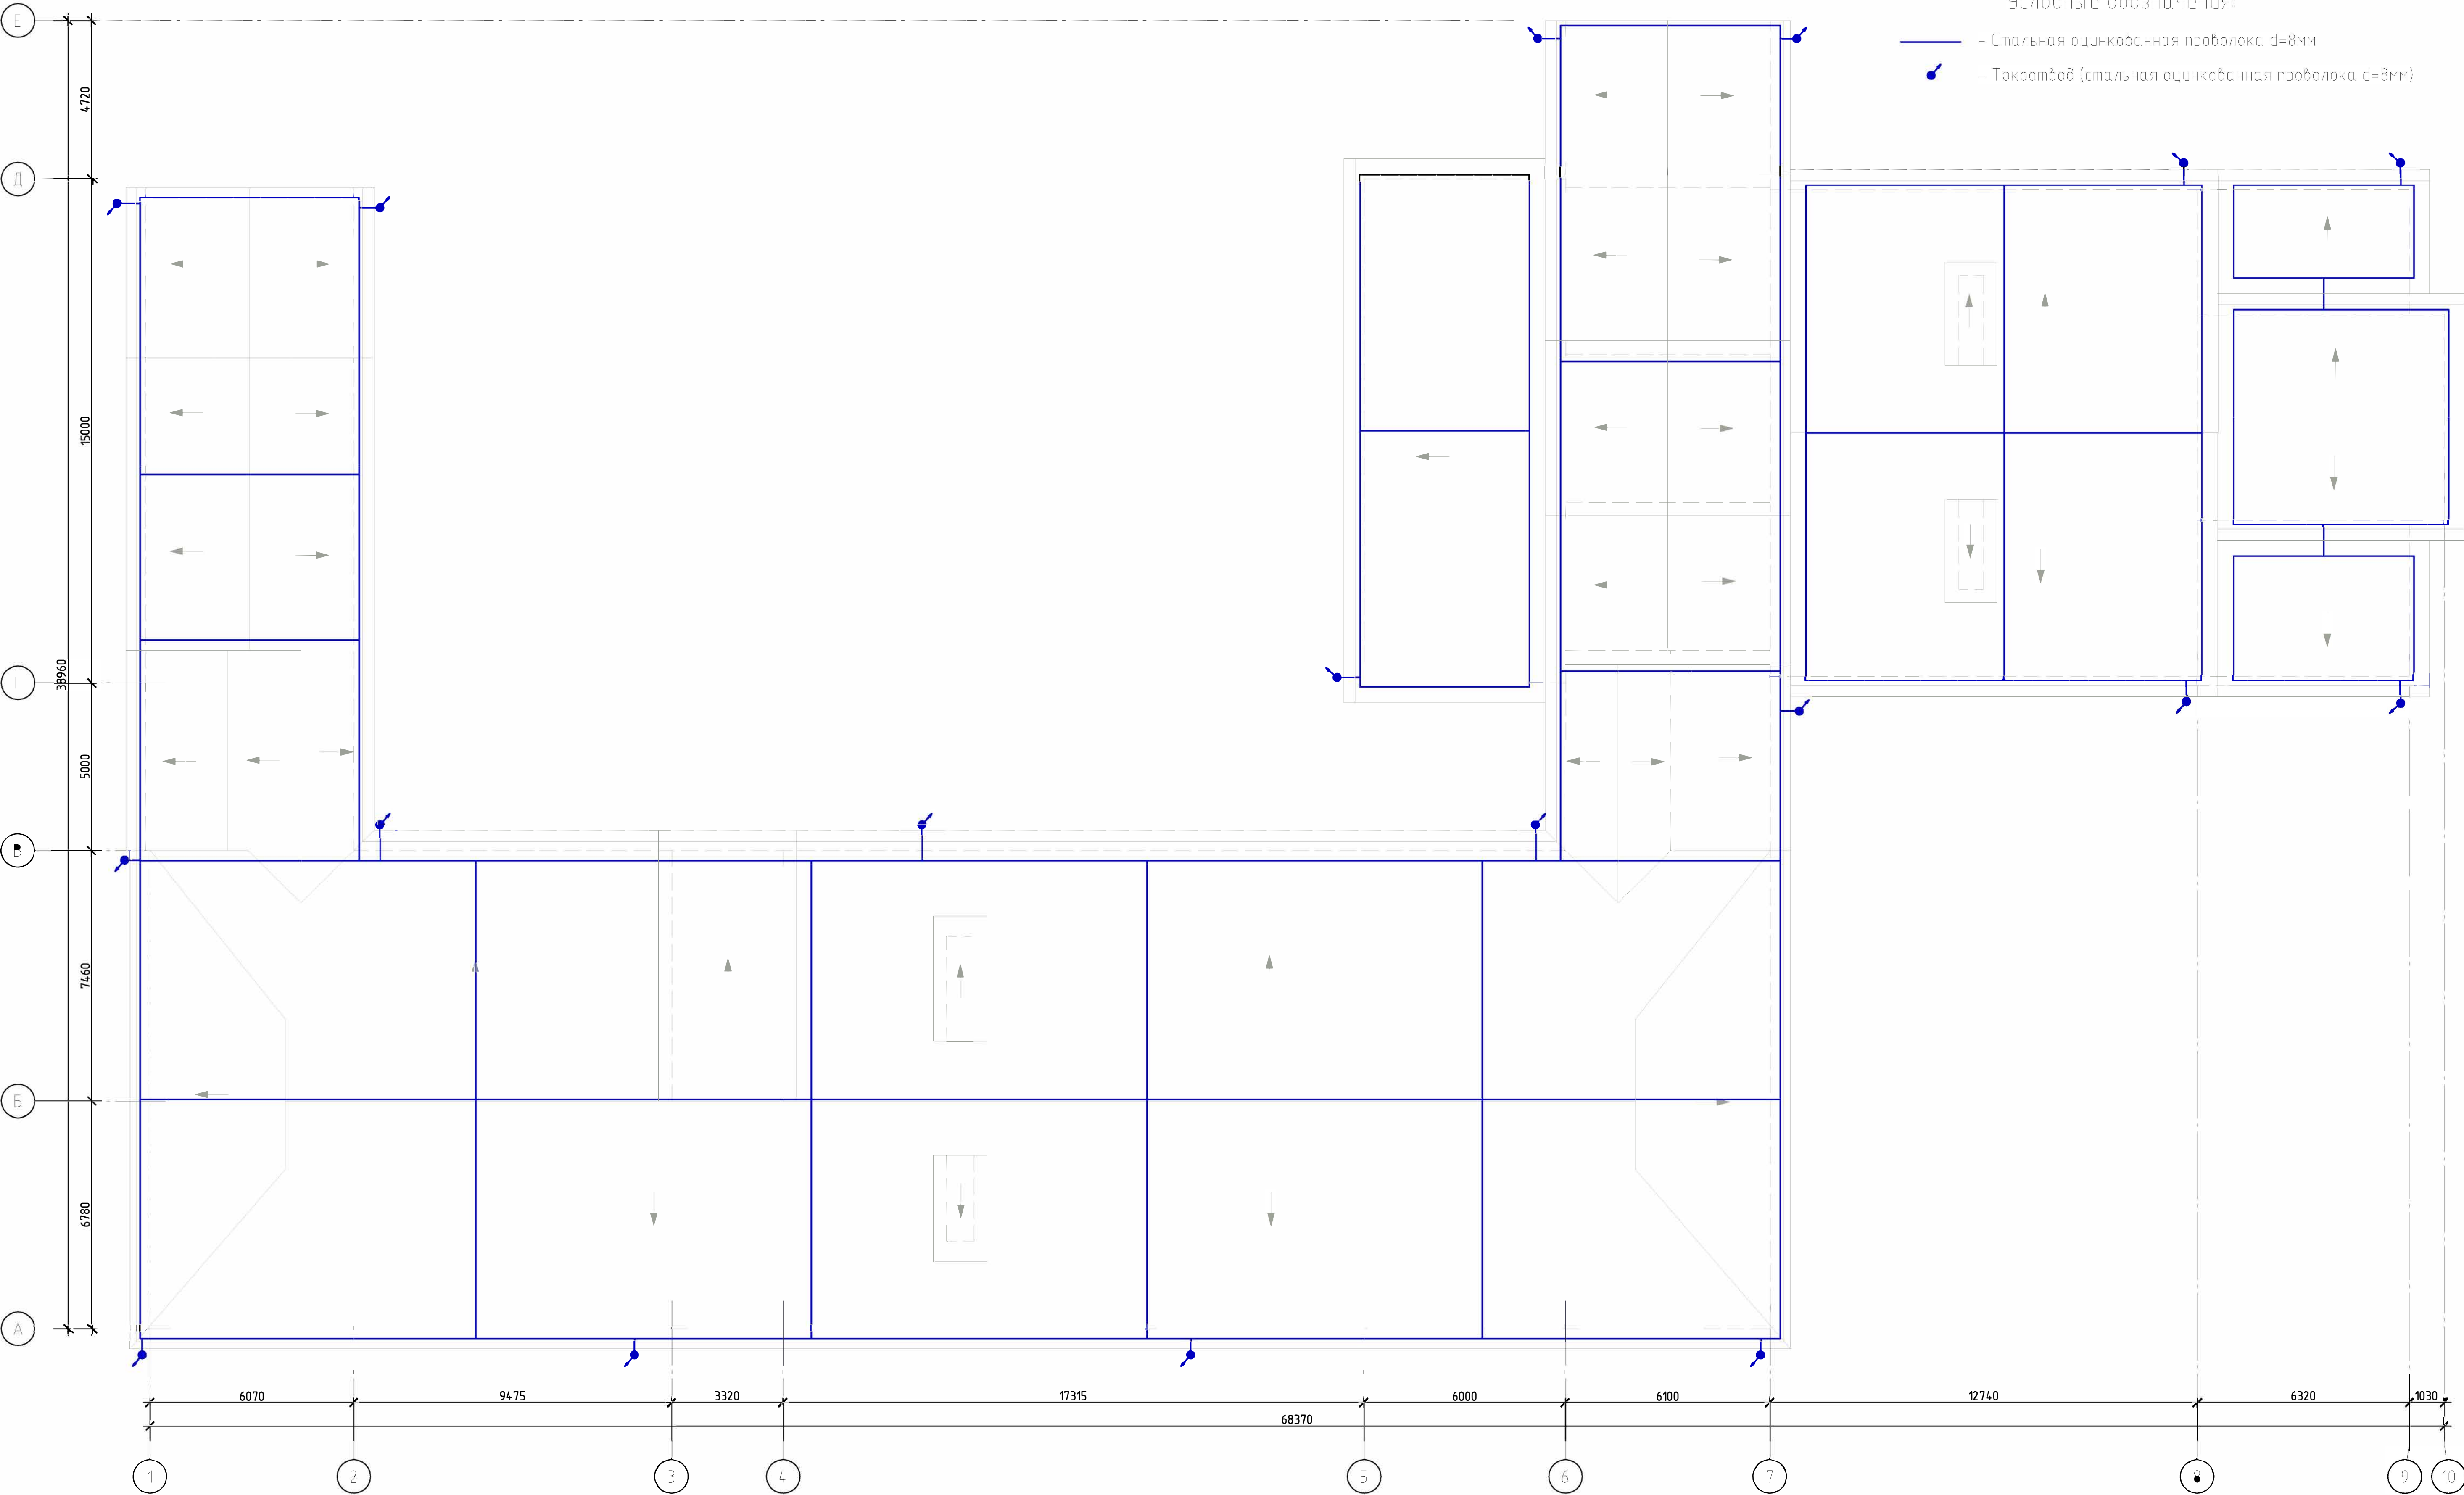 Условные обозначения:
– Стальная оцинкованная проволока d=8мм
– Токоотвод (стальная оцинкованная проволока d=8мм)
Е
4720
Д
15000
38960
Г
5000
В
7460
Б
6780
А
6070 9475 3320 17315 6000 6100 12740 6320 1030
68370
1 2 3 4 5 6 7 8 9 10